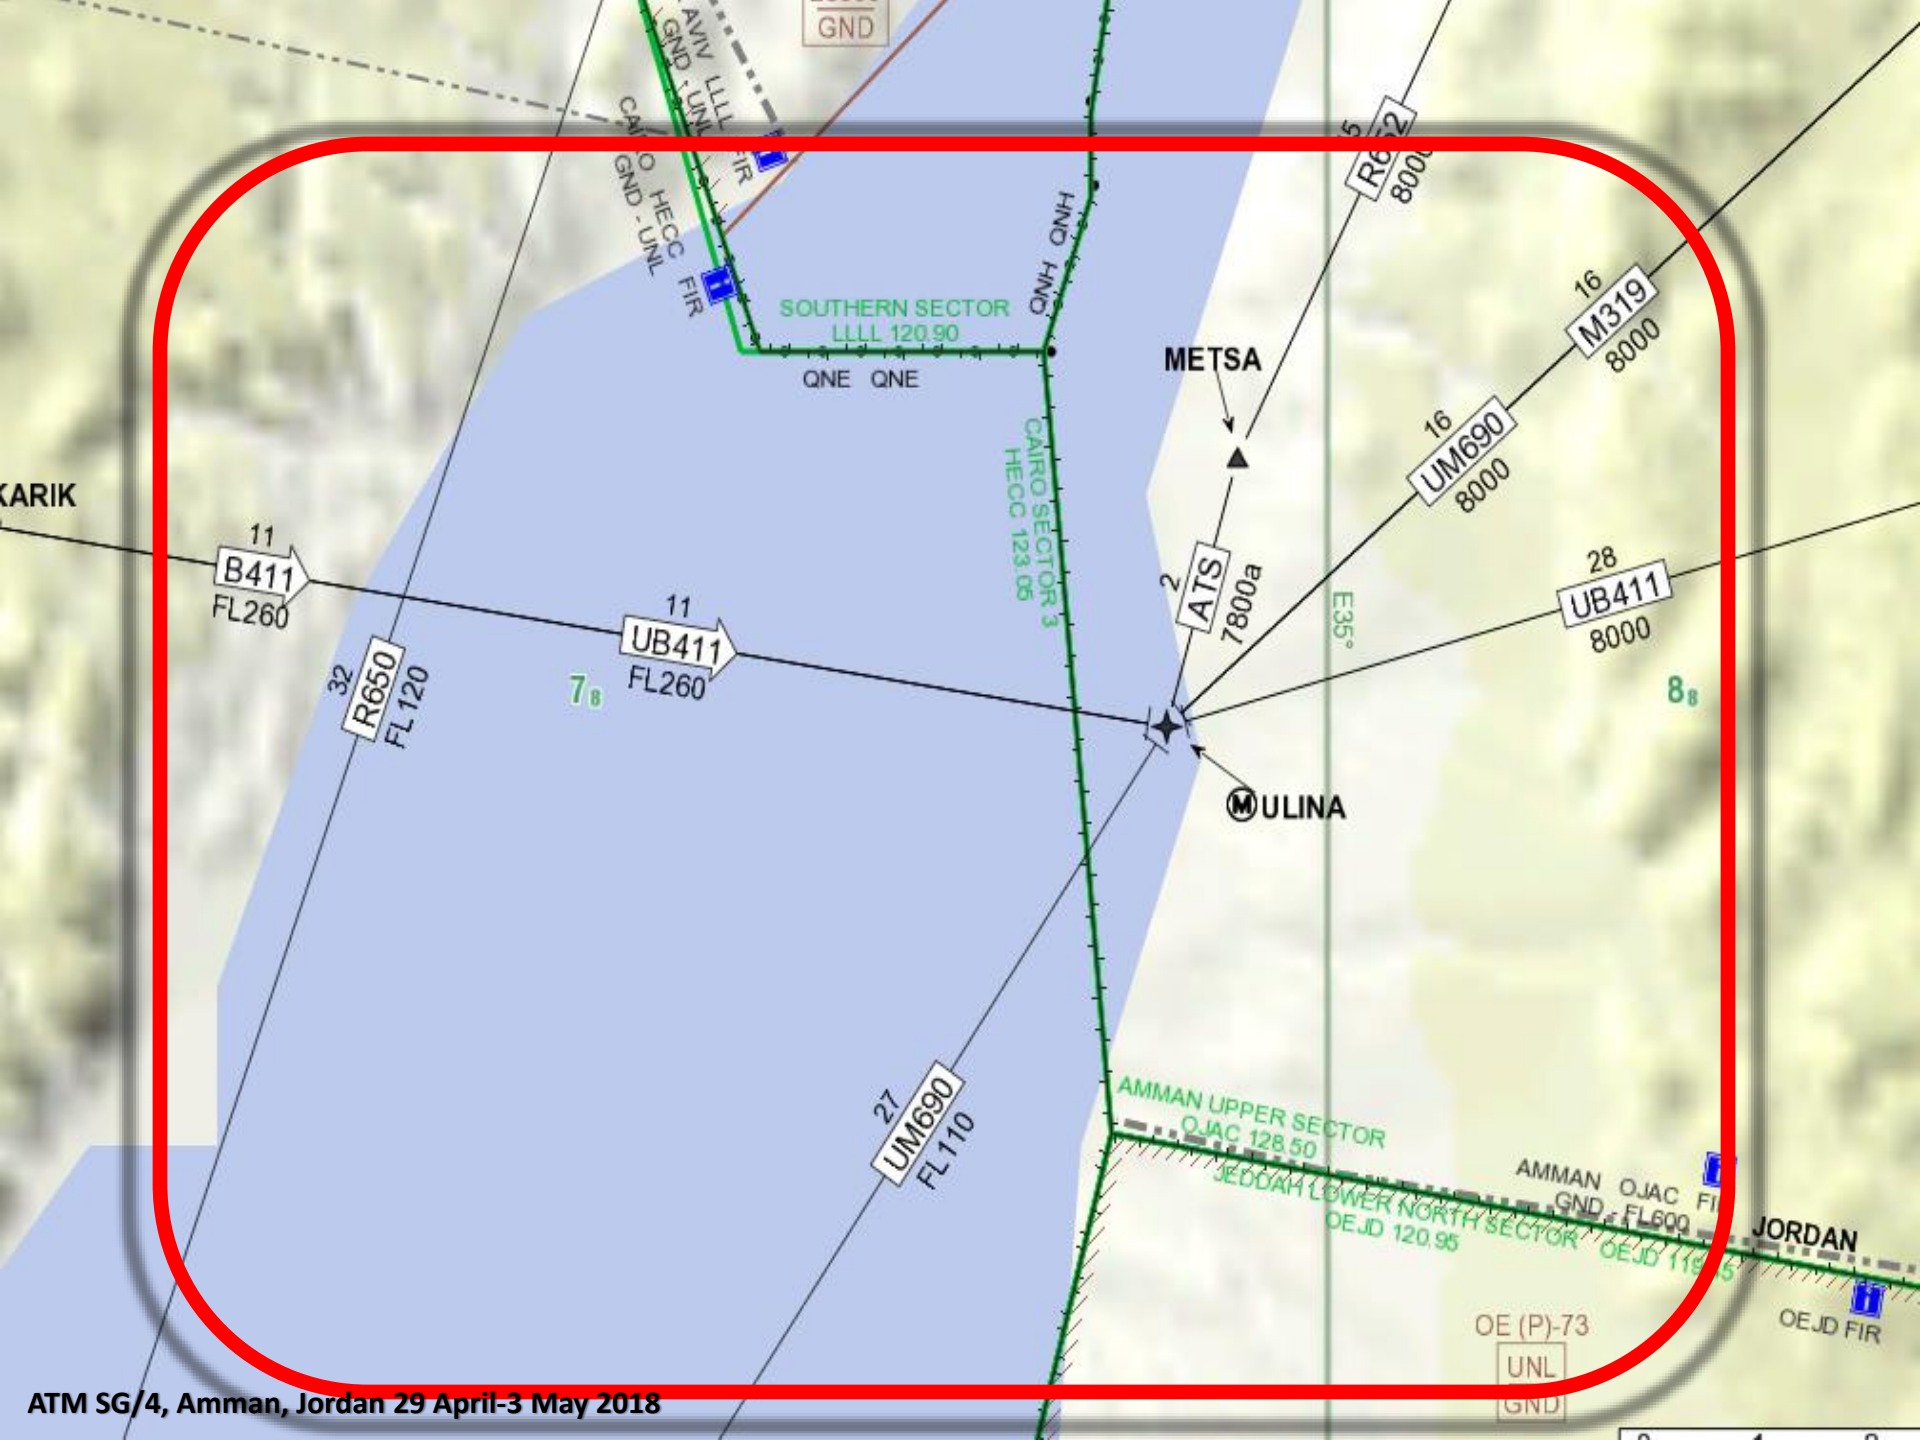 GND
AVIV LLLL FIR
GND - UNL
CAIRO HECC FIR
GND - UNL
R652
8000
QNH QNH
SOUTHERN SECTOR
LLLL 120.90
QNE QNE
METSA
16
M319
8000
16
UM690
8000
CAIRO SECTOR 3
HECC 123.05
KARIK
11
B411
FL260
11
UB411
FL260
2
ATS
7800a
E35°
28
UB411
8000
32
R650
FL120
7 8
8 8
MULINA
27
UM690
FL110
AMMAN UPPER SECTOR
OJAC 128.50
JEDDAH LOWER NORTH SECTOR
OEJD 120.95
AMMAN OJAC
GND - FL600
JORDAN
OEJD FIR
OE (P)-73
UNL
GND
ATM SG/4, Amman, Jordan 29 April-3 May 2018